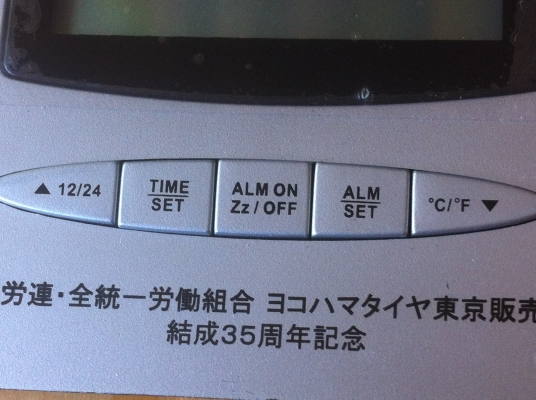 ▲ 12/24
TIME
SET
ALM ON
Zz / OFF
ALM
SET
°C/°F ▼
労連・全統一労働組合 ヨコハマタイヤ東京販売
結成35周年記念